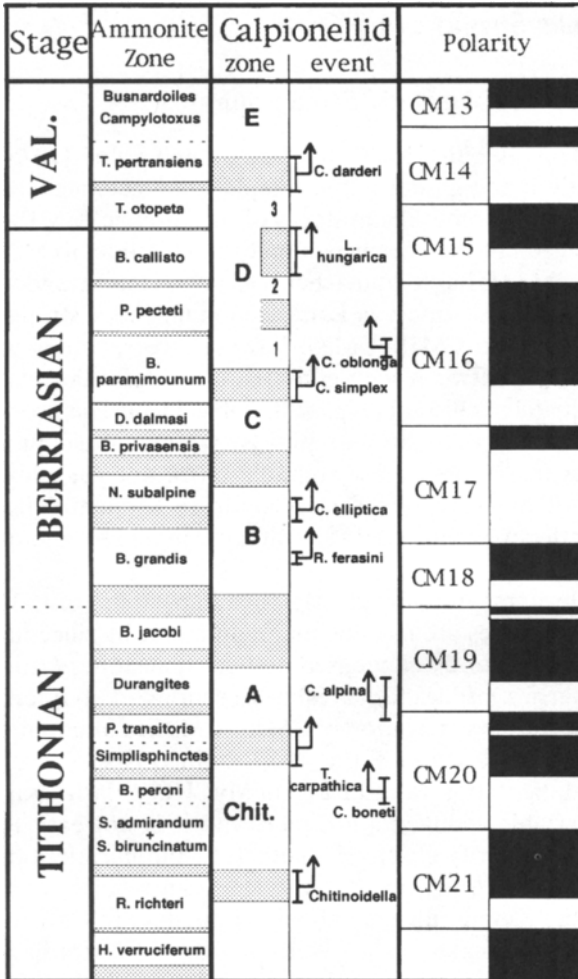 Stage
Ammonite
Zone
Calpionellid
zone
event
Polarity
VAL.
BERRIASIAN
TITHONIAN
Busnardoiles
Campylotoxus
T. pertransiens
T. otopeta
B. callisto
P. pecteti
B.
paramimounum
D. dalmasi
B. privasensis
N. subalpine
B. grandis
B. jacobi
Durangites
P. transitoris
Simplisphinctes
B. peroni
S. admirandum
+
S. biruncinatum
R. richteri
H. verruciferum
E
3
D
2
1
C
B
A
Chit.
C. darderi
L.
hungarica
C. oblonga
C. simplex
C. elliptica
R. ferasini
C. alpina
T.
carpathica
C. boneti
Chitinoidella
CM13
CM14
CM15
CM16
CM17
CM18
CM19
CM20
CM21